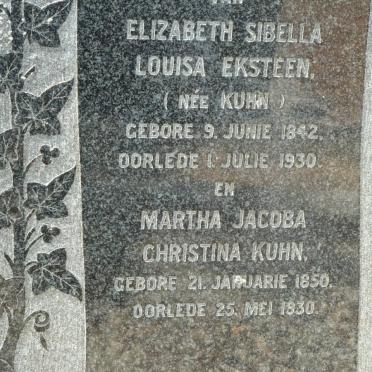 VAN
ELIZABETH SIBELLA
LOUISA EKSTEEN,
( NÉE KUHN )
GEBORE 9. JUNIE 1842,
OORLEDE 1. JULIE 1930.
EN
MARTHA JACOBA
CHRISTINA KUHN,
GEBORE 21. JANUARIE 1850,
OORLEDE 25. MEI 1930.